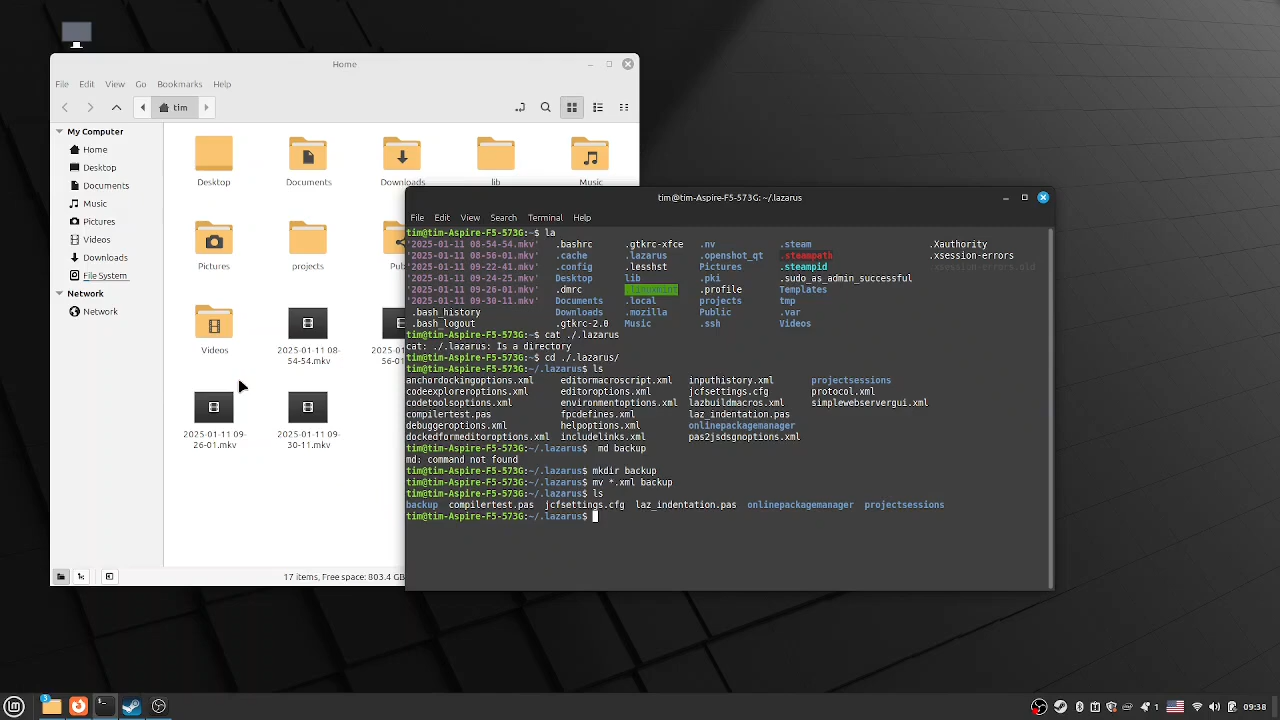 Home
File Edit View Go Bookmarks Help
tim
My Computer
Home
Desktop
Documents
Music
Pictures
Videos
Downloads
File System
Network
Network
Desktop Documents Downloads lib Music
Pictures projects
Videos 2025-01-11 08-54-54.mkv
2025-01-11 09-26-01.mkv 2025-01-11 09-30-11.mkv
17 items, Free space: 803.4 G
tim@tim-Aspire-F5-573G: ~/.lazarus
File Edit View Search Terminal Help
tim@tim-Aspire-F5-573G:~$ la
'2025-01-11 08-54-54.mkv' .bashrc .gtkrc-xfce .nv .steam .Xauthority
'2025-01-11 08-56-01.mkv' .cache .lazarus .openshot_qt .steampath .xsession-errors
'2025-01-11 09-22-41.mkv' .config .lesshst Pictures .steampid .xsession-errors.old
'2025-01-11 09-24-25.mkv' Desktop lib .pki .sudo_as_admin_successful
'2025-01-11 09-26-01.mkv' .dmrc .linuxmint .profile Templates
'2025-01-11 09-30-11.mkv' Documents .local projects tmp
.bash_history Downloads .mozilla Public .var
.bash_logout .gtkrc-2.0 Music .ssh Videos
tim@tim-Aspire-F5-573G:~$ cat ./.lazarus
cat: ./.lazarus: Is a directory
tim@tim-Aspire-F5-573G:~$ cd ./.lazarus/
tim@tim-Aspire-F5-573G:~/.lazarus$ ls
anchordockingoptions.xml editormacroscript.xml inputhistory.xml projectsessions
codeexploreroptions.xml editoroptions.xml jcfsettings.cfg protocol.xml
codetoolsoptions.xml environmentoptions.xml lazbuildmacros.xml simplewebservergui.xml
compilertest.pas fpcdefines.xml laz_indentation.pas
debuggeroptions.xml helpoptions.xml onlinepackagemanager
dockedformeditoroptions.xml includelinks.xml pas2jsdsgnoptions.xml
tim@tim-Aspire-F5-573G:~/.lazarus$  md backup
md: command not found
tim@tim-Aspire-F5-573G:~/.lazarus$ mkdir backup
tim@tim-Aspire-F5-573G:~/.lazarus$ mv *.xml backup
tim@tim-Aspire-F5-573G:~/.lazarus$ ls
backup compilertest.pas jcfsettings.cfg laz_indentation.pas onlinepackagemanager projectsessions
tim@tim-Aspire-F5-573G:~/.lazarus$
3
1 09:38